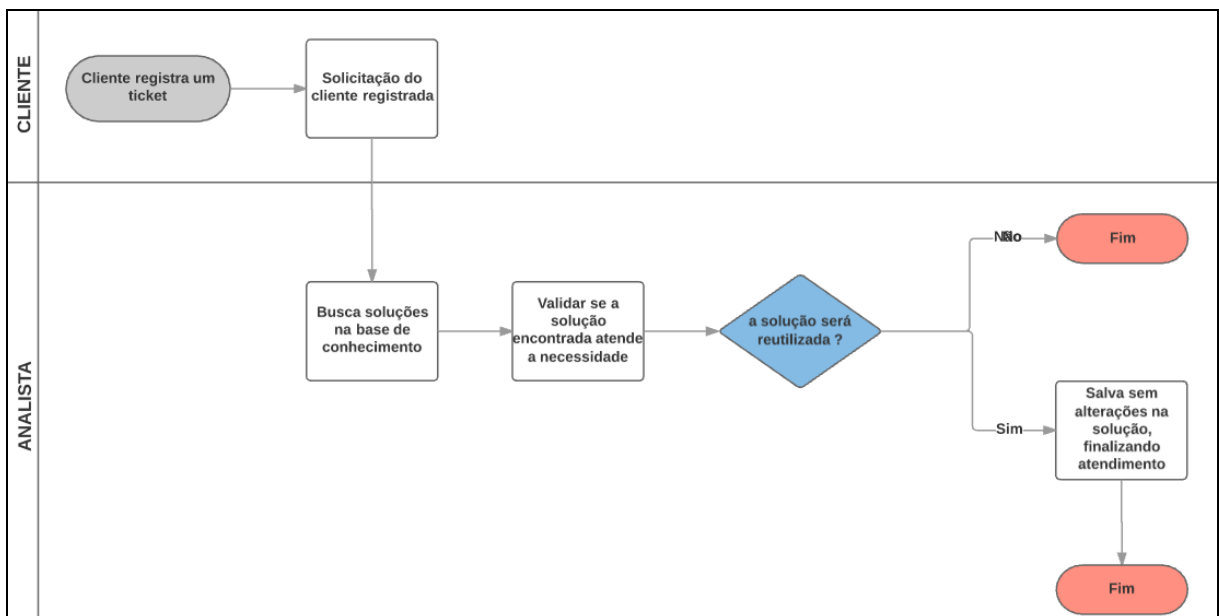 CLIENTE
Cliente registra um
ticket
Solicitação do
cliente registrada
ANALISTA
Busca soluções
na base de
conhecimento
Validar se a
solução
encontrada atende
a necessidade
a solução será
reutilizada ?
Fim
Sim
Salva sem
alterações na
solução,
finalizando
atendimento
Fim